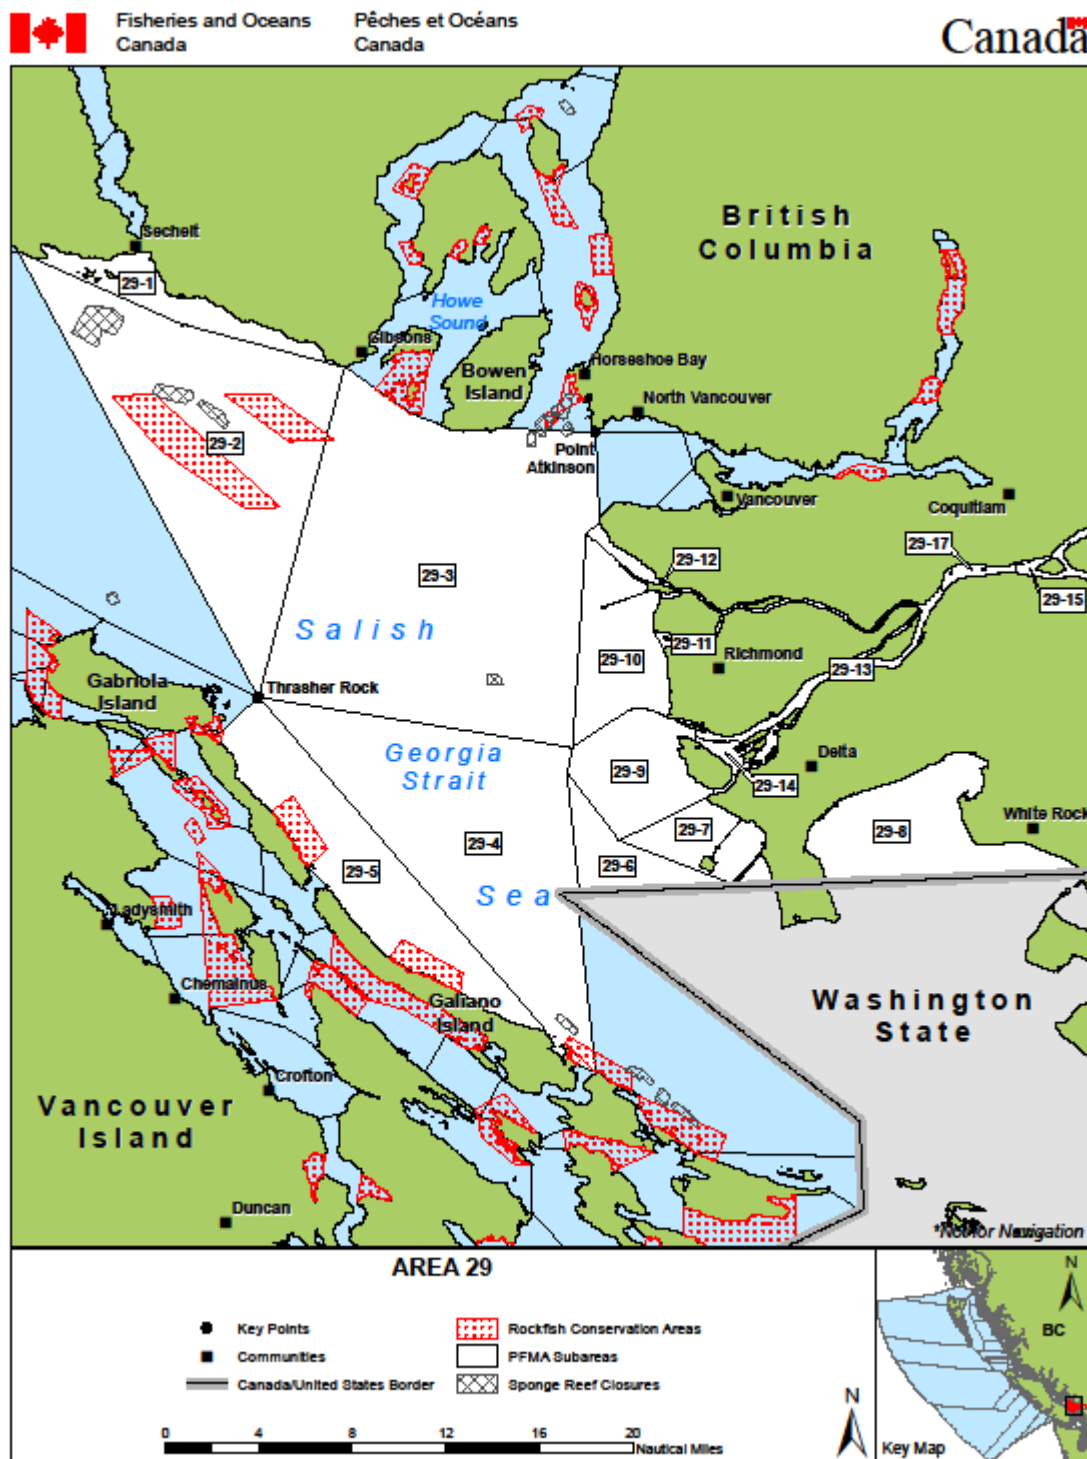 Fisheries and Oceans
Canada
Pêches et Océans
Canada
Canada
Sechelt
British
Columbia
29-1
Howe
Sound
Gibsons
Bowen
Island
Horseshoe Bay
North Vancouver
29-2
Point
Atkinson
Vancouver
Coquitlam
29-17
29-12
29-3
29-15
Salish
29-11
29-10
Richmond
29-13
Gabriola
Island
Thrasher Rock
Georgia
Strait
Delta
29-9
29-14
White Rock
29-8
29-7
29-4
29-6
29-5
Sea
Ladysmith
Chemainus
Washington
State
Galiano
Island
Crofton
Vancouver
Island
Duncan
*Not for Navigation
AREA 29
N
BC
Key Points
Rockfish Conservation Areas
Communities
PFMA Subareas
Canada/United States Border
Sponge Reef Closures
N
0 4 8 12 16 20
Nautical Miles
Key Map